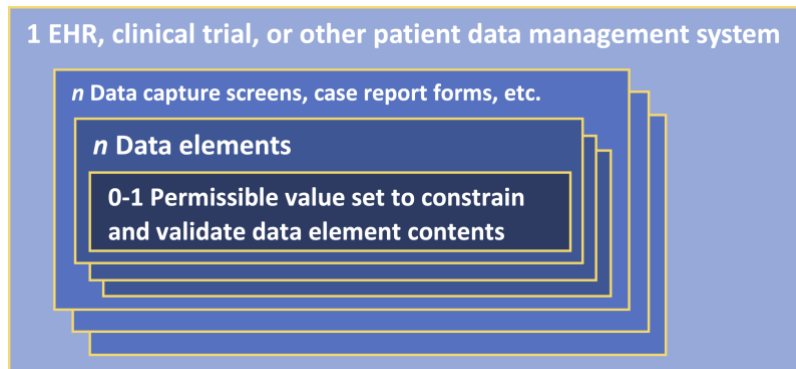 1 EHR, clinical trial, or other patient data management system
n Data capture screens, case report forms, etc.
n Data elements
0-1 Permissible value set to constrain
and validate data element contents